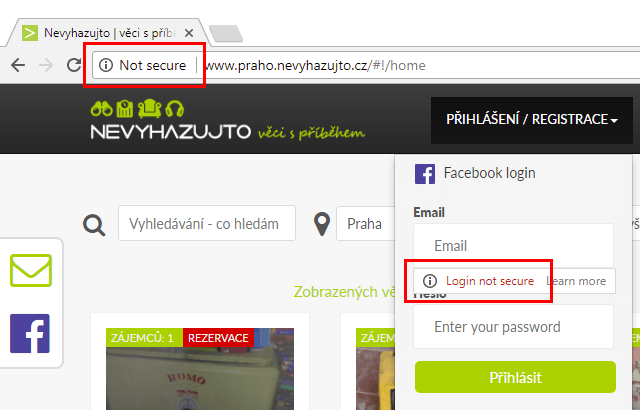 Nevyhazujto | věci s příbě
Not secure
www.praho.nevyhazujto.cz/#!/home
NEVYHAZUJTO věci s příběhem
PŘIHLÁŠENÍ / REGISTRACE
Facebook login
Email
Vyhledávání - co hledám
Praha
Email
Login not secure
Learn more
Heslo
Zobrazených
Enter your password
ZÁJEMCŮ: 1
REZERVACE
ZÁJEMCŮ:
ROMO
Přihlásit